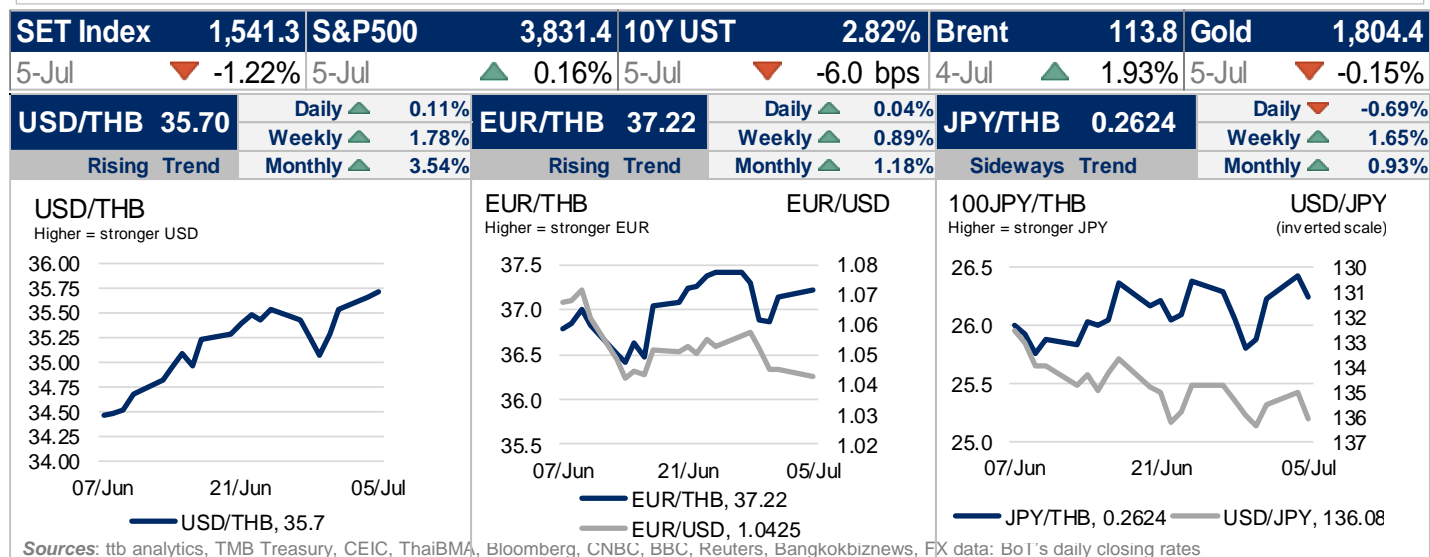 SET Index 1,541.3 S&P500 3,831.4 10Y UST 2.82% Brent 113.8 Gold 1,804.4
5-Jul -1.22% 5-Jul 0.16% 5-Jul -6.0 bps 4-Jul 1.93% 5-Jul -0.15%
USD/THB 35.70
Rising Trend
Daily 0.11%
Weekly 1.78%
Monthly 3.54%
EUR/THB 37.22
Rising Trend
Daily 0.04%
Weekly 0.89%
Monthly 1.18%
JPY/THB 0.2624
Sideways Trend
Daily -0.69%
Weekly 1.65%
Monthly 0.93%
USD/THB
Higher = stronger USD
36.00
35.75
35.50
35.25
35.00
34.75
34.50
34.25
34.00
07/Jun 21/Jun 05/Jul
USD/THB, 35.7
EUR/THB EUR/USD
Higher = stronger EUR
37.5 1.08
1.07
37.0
1.06
36.5 1.05
1.04
36.0
1.03
35.5 1.02
07/Jun 21/Jun 05/Jul
EUR/THB, 37.22
EUR/USD, 1.0425
100JPY/THB USD/JPY
Higher = stronger JPY (inverted scale)
26.5 130
131
26.0 132
133
134
25.5 135
136
25.0 137
07/Jun 21/Jun 05/Jul
JPY/THB, 0.2624 USD/JPY, 136.08
Sources: ttb analytics, TMB Treasury, CEIC, ThaiBMA, Bloomberg, CNBC, BBC, Reuters, Bangkokbiznews, FX data: BoT's daily closing rates